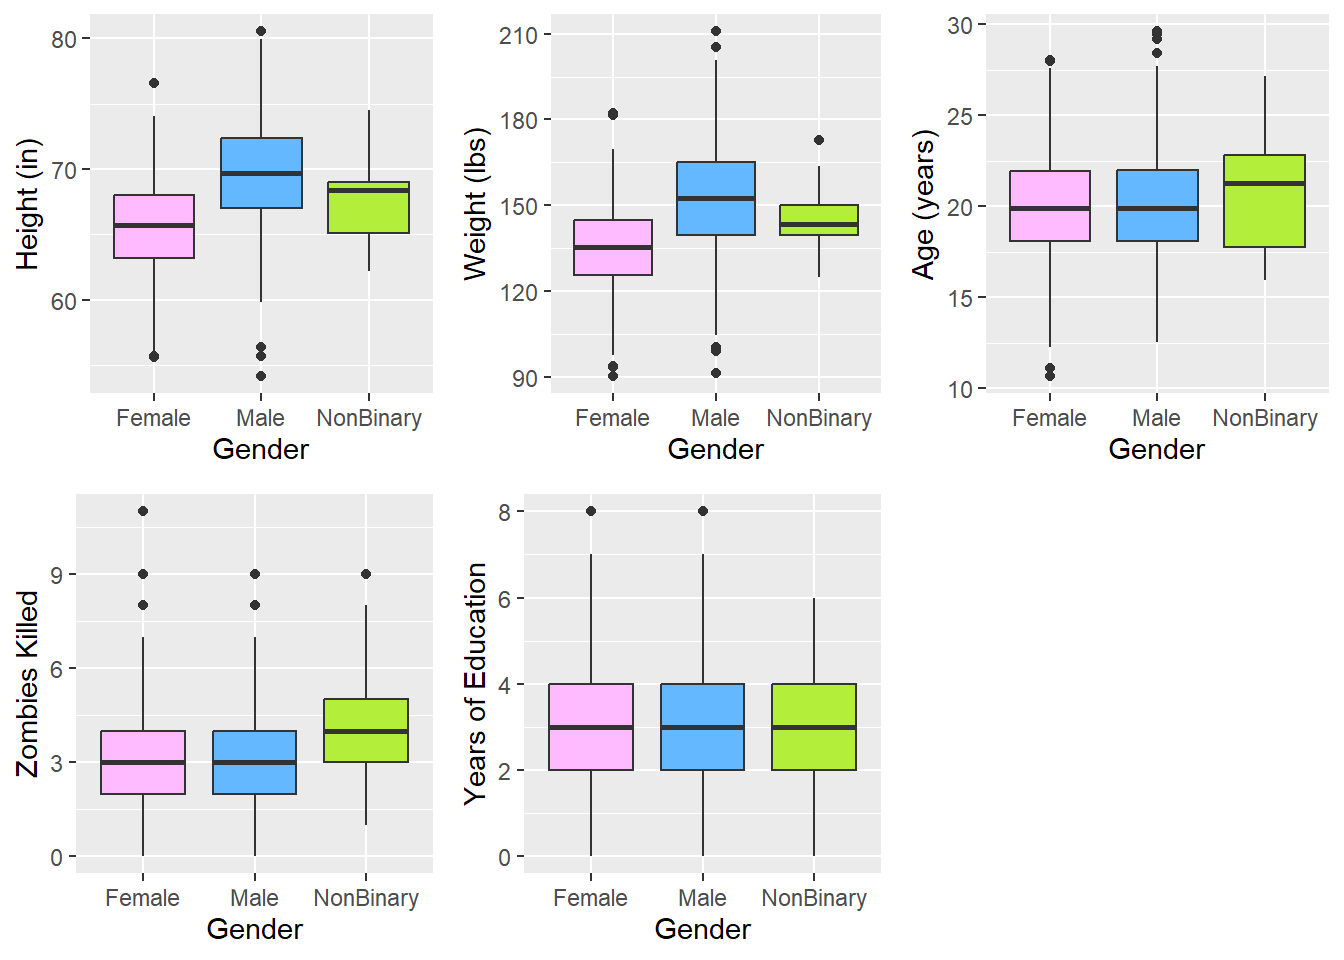 Height (in)
80
70
60
Female Male NonBinary
Gender
Weight (lbs)
210
180
150
120
90
Female Male NonBinary
Gender
Age (years)
30
25
20
15
10
Female Male NonBinary
Gender
Zombies Killed
9
6
3
0
Female Male NonBinary
Gender
Years of Education
8
6
4
2
0
Female Male NonBinary
Gender